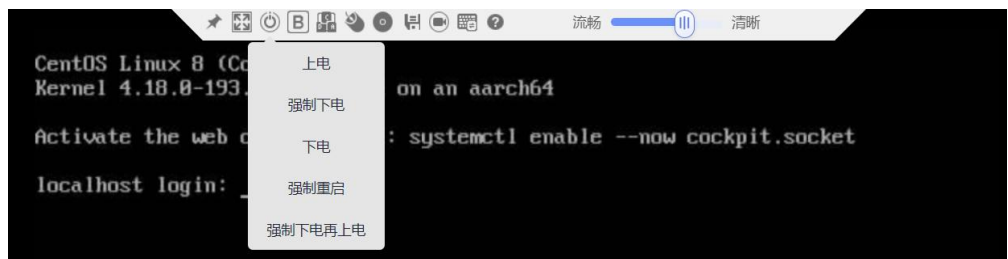 B
流畅 清晰
CentOS Linux 8 (Co
上电
Kernel 4.18.0-193. on an aarch64
强制下电
Activate the web c : systemctl enable --now cockpit.socket
下电
localhost login: _
强制重启
强制下电再上电